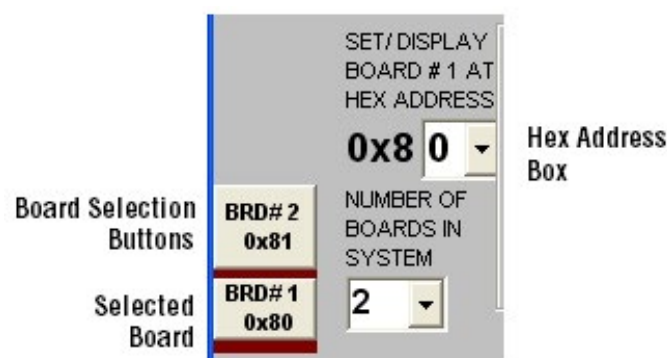 SET/DISPLAY
BOARD # 1 AT
HEX ADDRESS
0x8 0
Hex Address
Box
Board Selection
Buttons
BRD# 2
0x81
NUMBER OF
BOARDS IN
SYSTEM
Selected
Board
BRD# 1
0x80
2